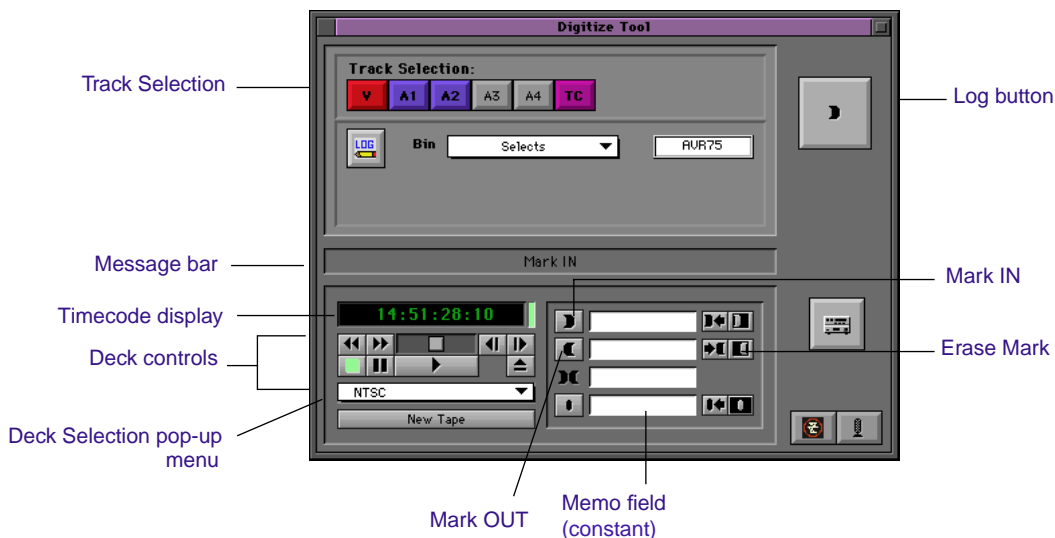 Digitize Tool
Track Selection:
V A1 A2 A3 A4 TC
LOG Bin Selects AVR75
Mark IN
14:51:28:10
NTSC
New Tape
Track Selection
Message bar
Timecode display
Deck controls
Deck Selection pop-up
menu
Log button
Mark IN
Erase Mark
Mark OUT
Memo field
(constant)